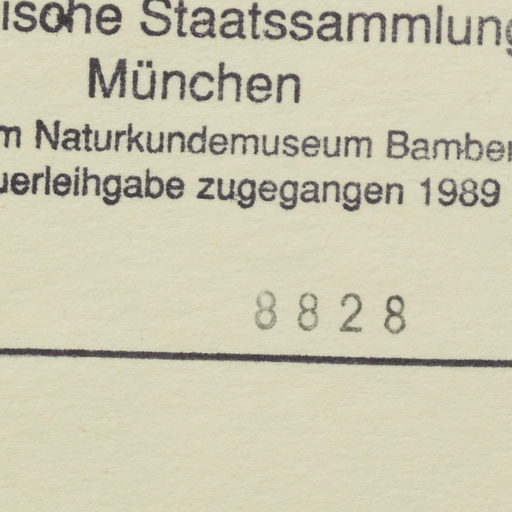 ische Staatssammlung
München
m Naturkundemuseum Bamber
uerleihgabe zugegangen 1989
8828